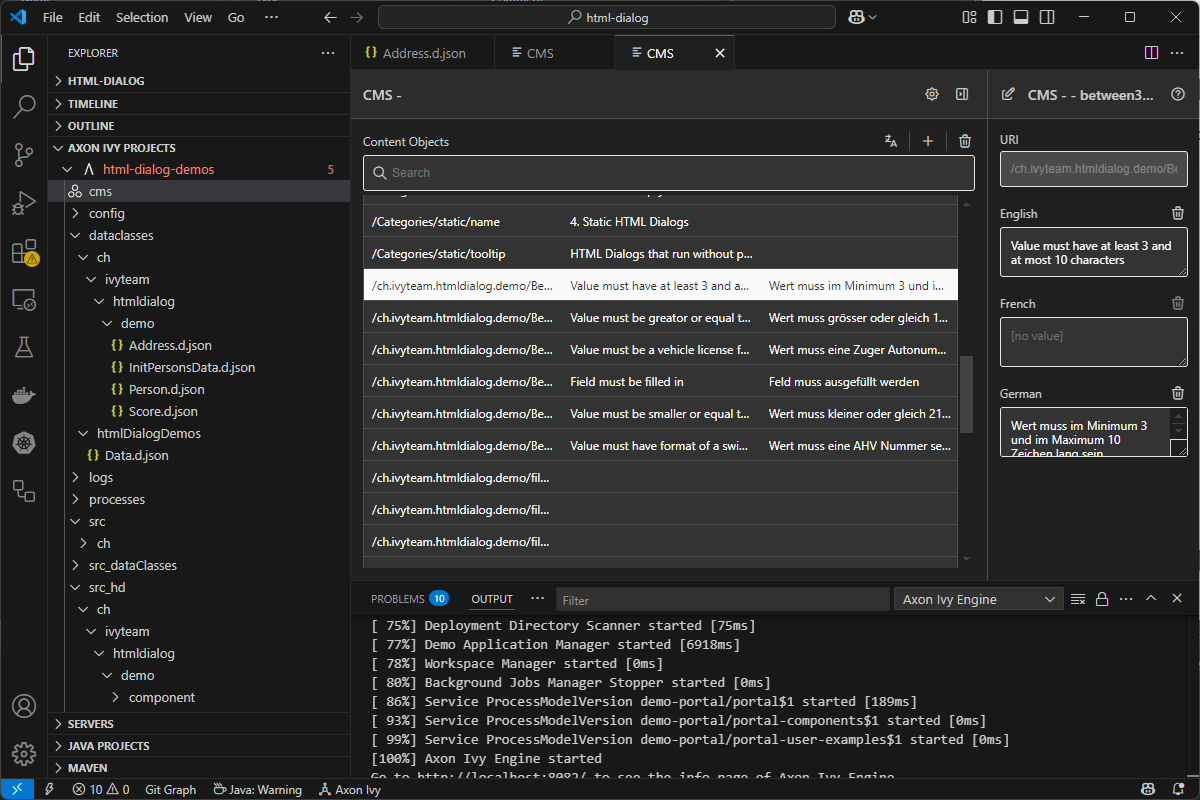 File Edit Selection View Go ··· html-dialog
EXPLORER ···
HTML-DIALOG
TIMELINE
OUTLINE
AXON IVY PROJECTS
html-dialog-demos 5
cms
config
dataclasses
ch
ivyteam
htmldialog
demo
{} Address.d.json
{} InitPersonsData.d.json
{} Person.d.json
{} Score.d.json
htmlDialogDemos
{} Data.d.json
logs
processes
src
ch
src_dataClasses
src_hd
ch
ivyteam
htmldialog
demo
component
SERVERS
JAVA PROJECTS
MAVEN
{} Address.d.json CMS CMS
CMS -
Content Objects
Search
/Categories/static/name 4. Static HTML Dialogs
/Categories/static/tooltip HTML Dialogs that run without p...
/ch.ivyteam.htmldialog.demo/Be... Value must have at least 3 and a... Wert muss im Minimum 3 und i...
/ch.ivyteam.htmldialog.demo/Be... Value must be greator or equal t... Wert muss grösser oder gleich 1...
/ch.ivyteam.htmldialog.demo/Be... Value must be a vehicle license f... Wert muss eine Zuger Autonum...
/ch.ivyteam.htmldialog.demo/Be... Field must be filled in Feld muss ausgefüllt werden
/ch.ivyteam.htmldialog.demo/Be... Value must be smaller or equal t... Wert muss kleiner oder gleich 21...
/ch.ivyteam.htmldialog.demo/Be... Value must have format of a swi... Wert muss eine AHV Nummer se...
/ch.ivyteam.htmldialog.demo/fil...
/ch.ivyteam.htmldialog.demo/fil...
/ch.ivyteam.htmldialog.demo/fil...
CMS - - between3...
URI
/ch.ivyteam.htmldialog.demo/Be
English
Value must have at least 3 and
at most 10 characters
French
[no value]
German
Wert muss im Minimum 3
und im Maximum 10
Zeichen lang sein
PROBLEMS 10 OUTPUT ··· Filter Axon Ivy Engine
[ 75%] Deployment Directory Scanner started [75ms]
[ 77%] Demo Application Manager started [6918ms]
[ 78%] Workspace Manager started [0ms]
[ 80%] Background Jobs Manager Stopper started [0ms]
[ 86%] Service ProcessModelVersion demo-portal/portal$1 started [189ms]
[ 93%] Service ProcessModelVersion demo-portal/portal-components$1 started [0ms]
[ 99%] Service ProcessModelVersion demo-portal/portal-user-examples$1 started [0ms]
[100%] Axon Ivy Engine started
Go to http://localhost:8082/ to see the info page of Axon Ivy Engine
10 0 Git Graph Java: Warning Axon Ivy